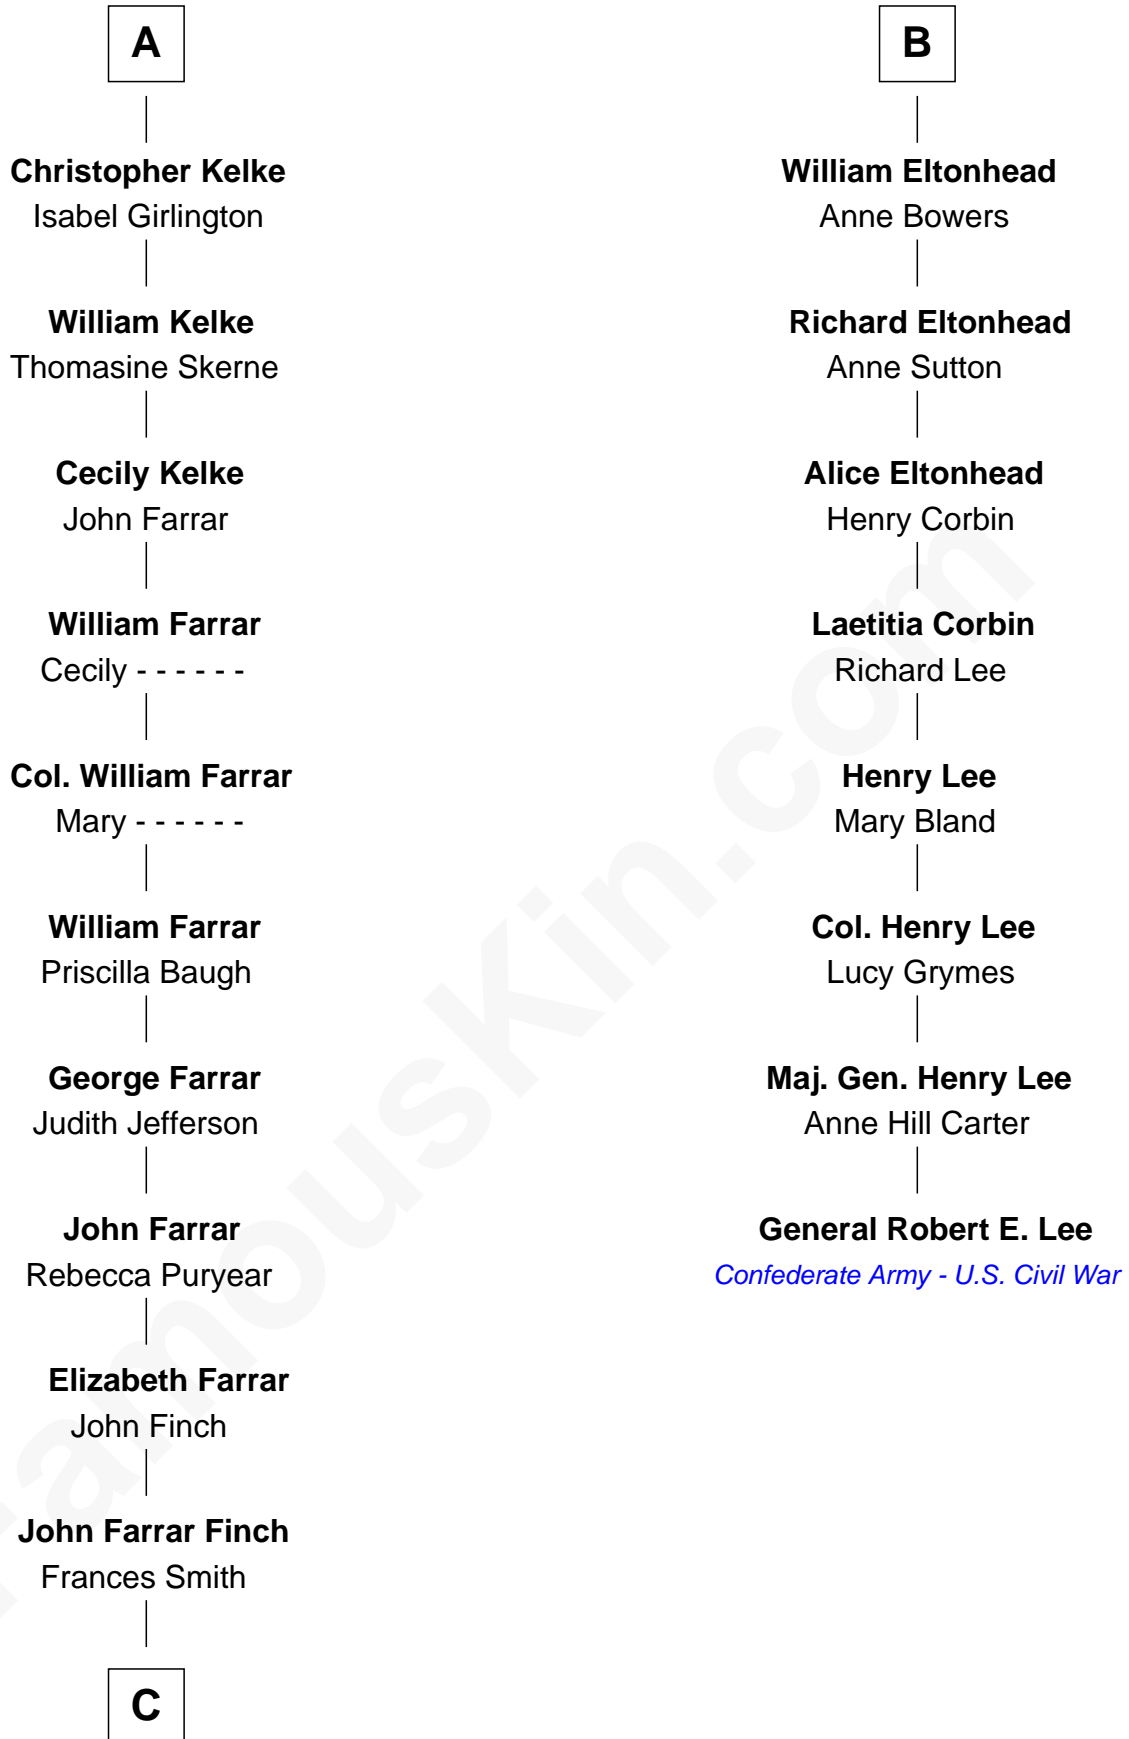 A
Christopher Kelke
Isabel Girlington
William Kelke
Thomasine Skerne
Cecily Kelke
John Farrar
William Farrar
Cecily - - - - - -
Col. William Farrar
Mary - - - - - -
William Farrar
Priscilla Baugh
George Farrar
Judith Jefferson
John Farrar
Rebecca Puryear
Elizabeth Farrar
John Finch
John Farrar Finch
Frances Smith
C
B
William Eltonhead
Anne Bowers
Richard Eltonhead
Anne Sutton
Alice Eltonhead
Henry Corbin
Laetitia Corbin
Richard Lee
Henry Lee
Mary Bland
Col. Henry Lee
Lucy Grymes
Maj. Gen. Henry Lee
Anne Hill Carter
General Robert E. Lee
Confederate Army - U.S. Civil War
FamousKin.com